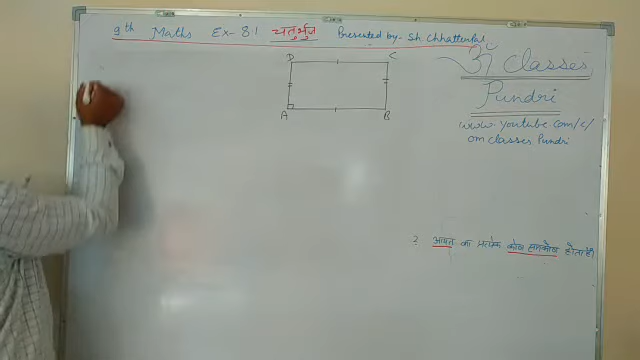 9th Maths Ex- 8.1 चतुर्भुज Presented by- Sh. Chhatterpal
D C
A B
ॐ Classes
Pundri
www.youtube.com/c/
om classes Pundri
? आयत का प्रत्येक कोण समकोण होता है।